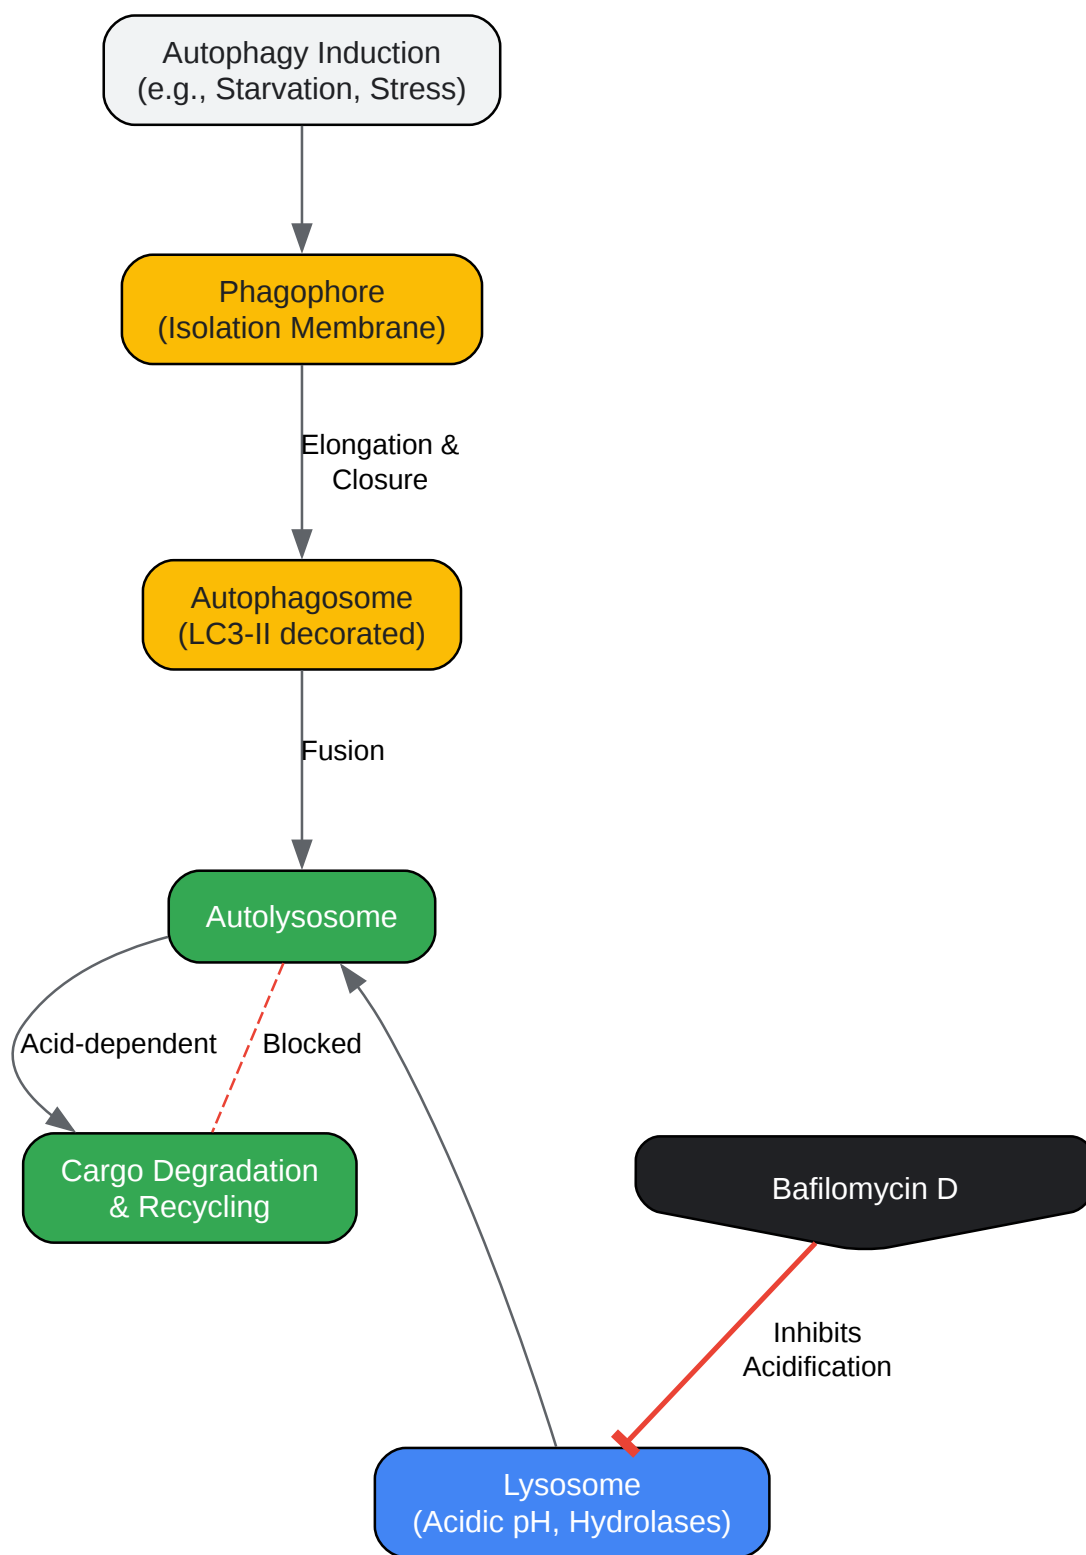 Autophagy Induction
(e.g., Starvation, Stress)
Phagophore
(Isolation Membrane)
Elongation &
Closure
Autophagosome
(LC3-II decorated)
Fusion
Autolysosome
Acid-dependent
Blocked
Cargo Degradation
& Recycling
Bafilomycin D
Inhibits
Acidification
Lysosome
(Acidic pH, Hydrolases)